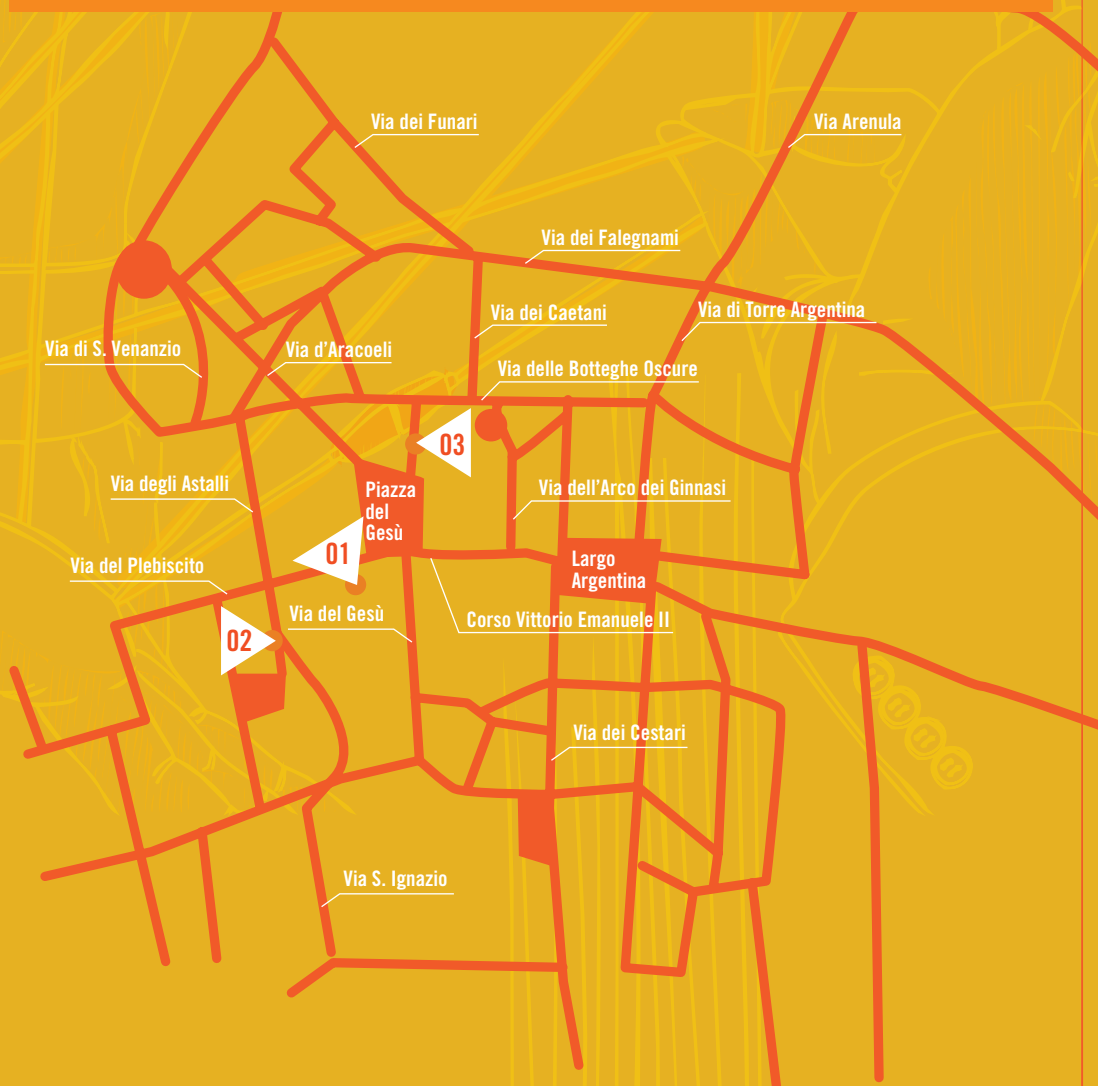 Via dei Funari
Via Arenula
Via dei Falegnami
Via dei Caetani
Via di Torre Argentina
Via di S. Venanzio
Via d'Aracoeli
Via delle Botteghe Oscure
03
Via degli Astalli
Piazza
del
Gesù
Via dell'Arco dei Ginnasi
01
Via del Plebiscito
Largo
Argentina
Via del Gesù
Corso Vittorio Emanuele II
02
Via dei Cestari
Via S. Ignazio